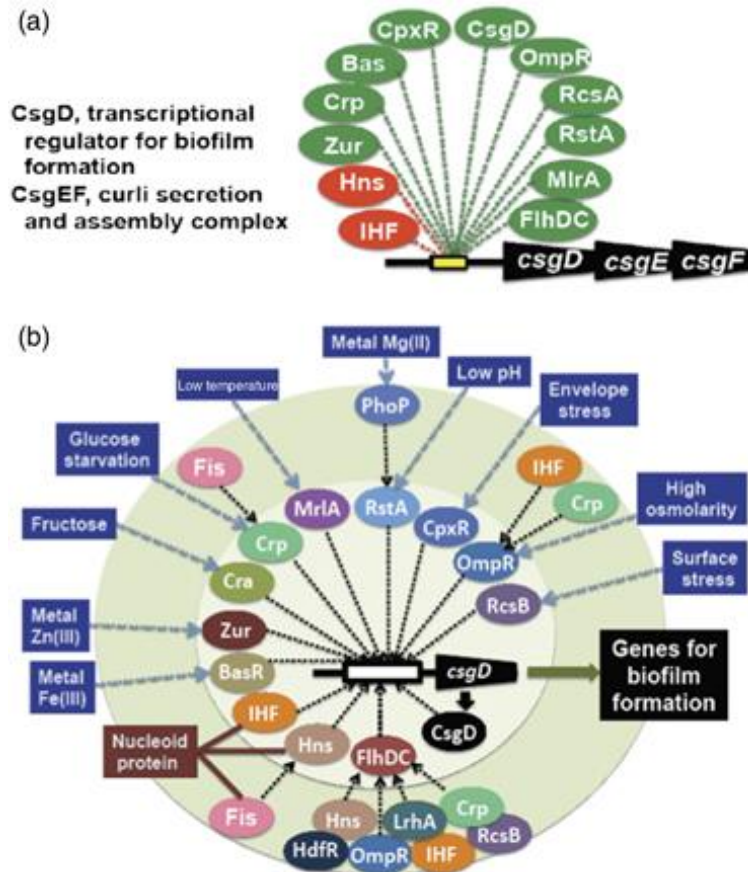 (a)
CsgD, transcriptional
regulator for biofilm
formation
CsgEF, curli secretion
and assembly complex
CpxR
CsgD
Bas
OmpR
Crp
RcsA
Zur
RstA
Hns
MlrA
IHF
FlhDC
csgD
csgE
csgF
(b)
Metal Mg(II)
Low temperature
Low pH
PhoP
Envelope
stress
Glucose
starvation
Fis
IHF
MrlA
RstA
Crp
High
osmolarity
CpxR
Fructose
Crp
OmpR
Cra
Surface
stress
RcsB
Metal
Zn(III)
Zur
Genes for
biofilm
formation
BasR
csgD
Metal
Fe(III)
IHF
CsgD
Nucleoid
protein
Hns
FlhDC
Fis
Hns
LrhA
Crp
RcsB
HdfR
OmpR
IHF